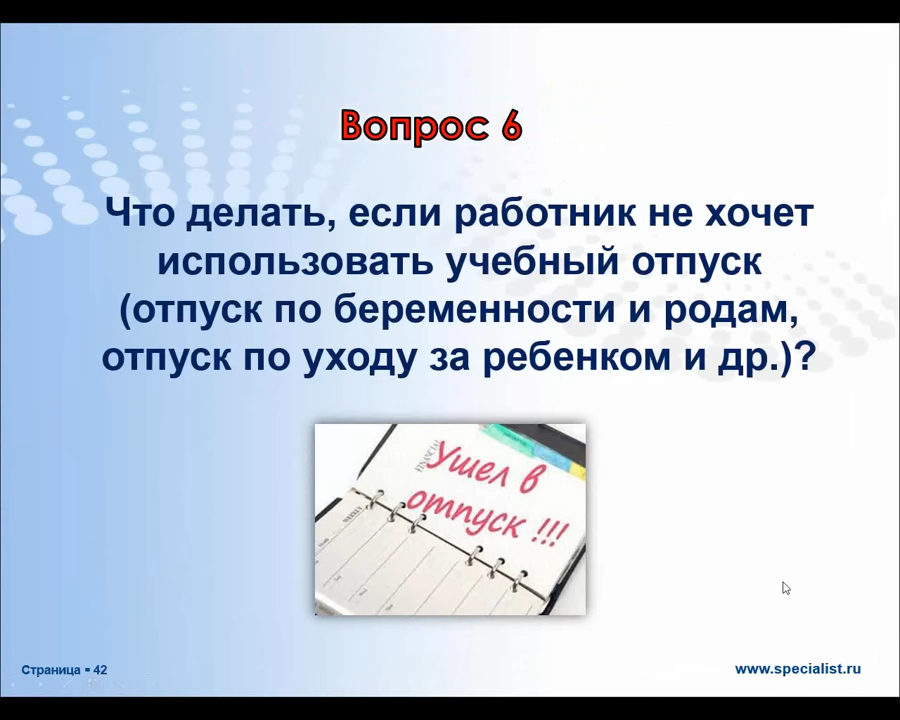 Вопрос 6
Что делать, если работник не хочет
использовать учебный отпуск
(отпуск по беременности и родам,
отпуск по уходу за ребенком и др.)?
FINANCIAL
Ушел в
отпуск !!!
Страница ▪ 42
www.specialist.ru